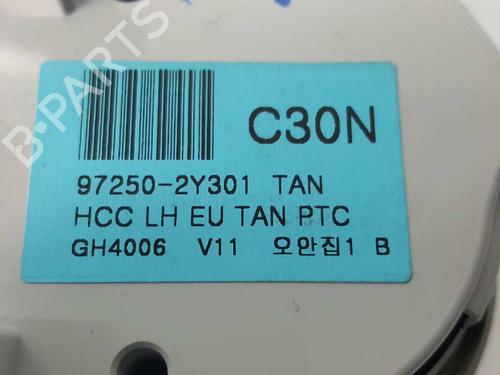 C30N
97250-2Y301 TAN
HCC LH EU TAN PTC
GH4006 V11 오안집1 B
B-PARTS